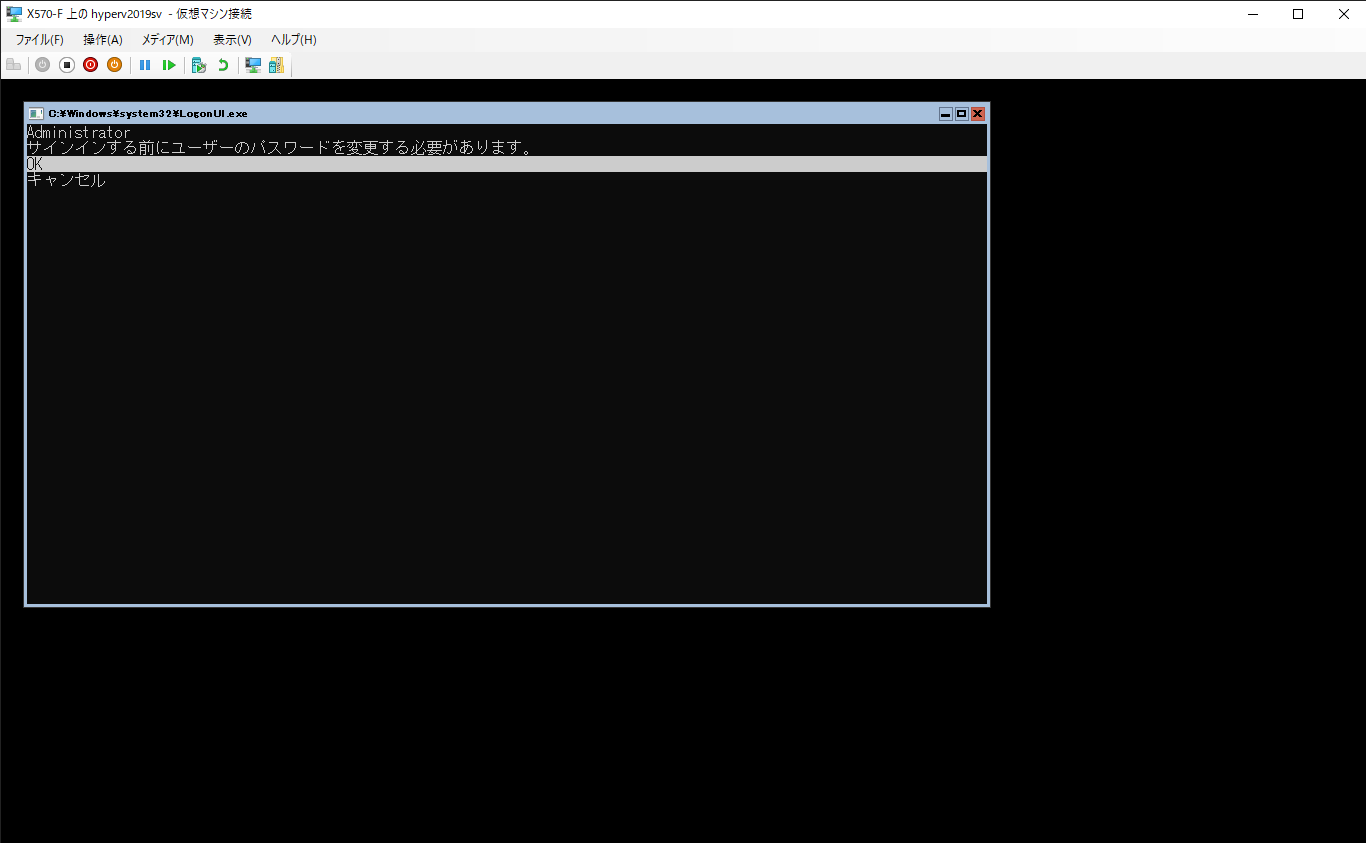 X570-F 上の hyperv2019sv - 仮想マシン接続
ファイル(F) 操作(A) メディア(M) 表示(V) ヘルプ(H)
C:¥Windows¥system32¥LogonUI.exe
Administrator
サインインする前にユーザーのパスワードを変更する必要があります。
OK
キャンセル